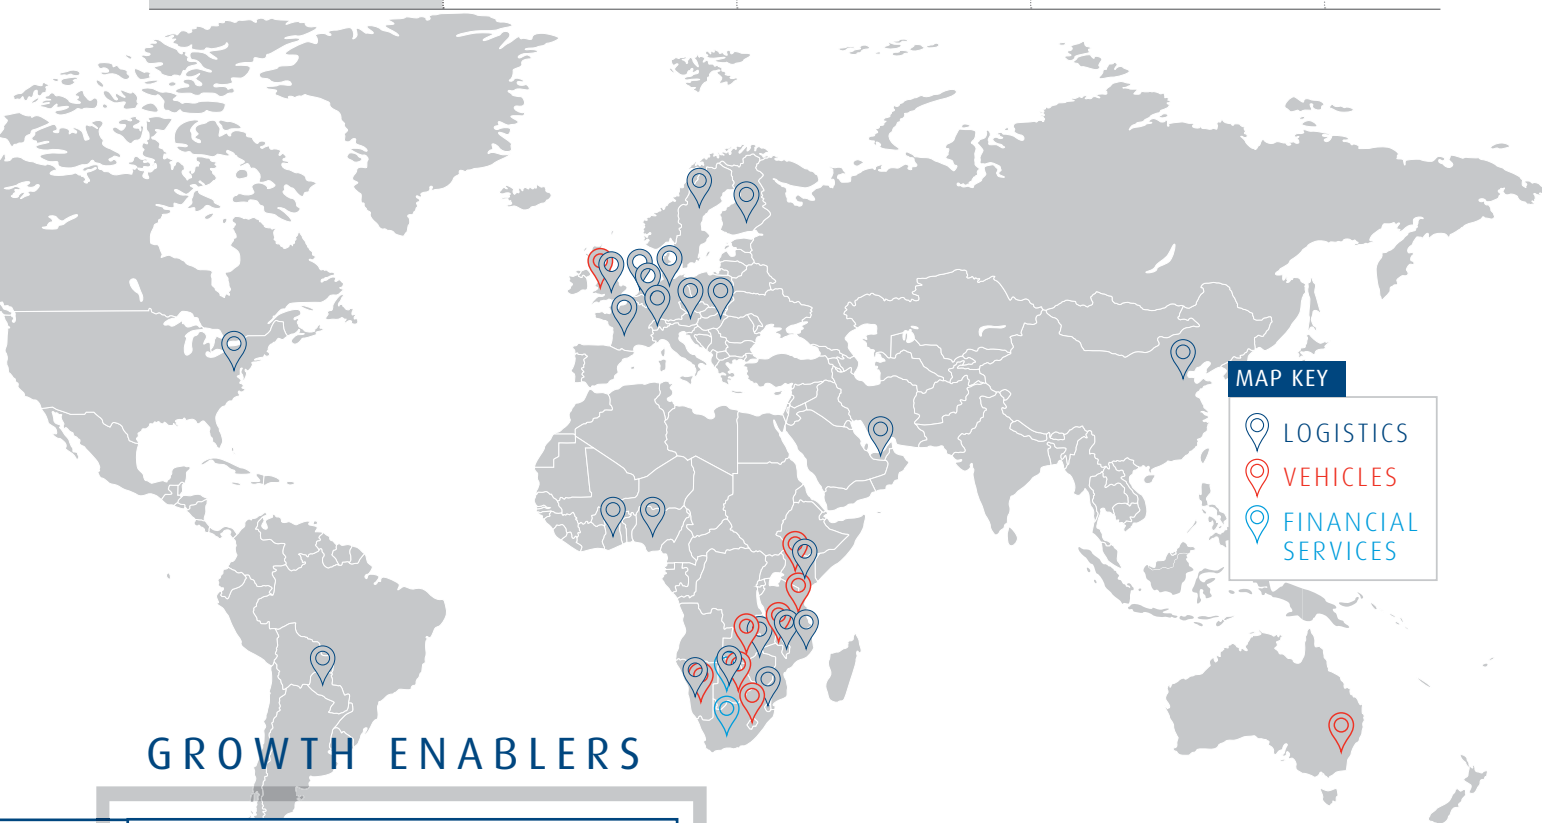 MAP KEY
LOGISTICS
VEHICLES
FINANCIAL
SERVICES
GROWTH ENABLERS